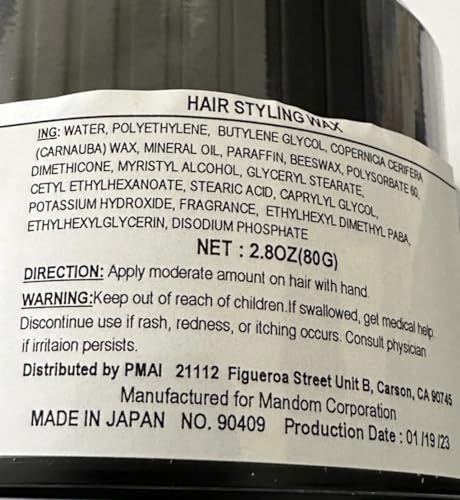 HAIR STYLING WAX
ING: WATER, POLYETHYLENE, BUTYLENE GLYCOL, COPERNICIA CERIFERA
(CARNAUBA) WAX, MINERAL OIL, PARAFFIN, BEESWAX, POLYSORBATE 60,
DIMETHICONE, MYRISTYL ALCOHOL, GLYCERYL STEARATE,
CETYL ETHYLHEXANOATE, STEARIC ACID, CAPRYLYL GLYCOL,
POTASSIUM HYDROXIDE, FRAGRANCE, ETHYLHEXYL DIMETHYL PABA,
ETHYLHEXYLGLYCERIN, DISODIUM PHOSPHATE
NET : 2.8OZ(80G)
DIRECTION: Apply moderate amount on hair with hand.
WARNING:Keep out of reach of children.If swallowed, get medical help.
Discontinue use if rash, redness, or itching occurs. Consult physician
if irritaion persists.
Distributed by PMAI 21112 Figueroa Street Unit B, Carson, CA 90745
Manufactured for Mandom Corporation
MADE IN JAPAN NO. 90409 Production Date : 01 /19 /23